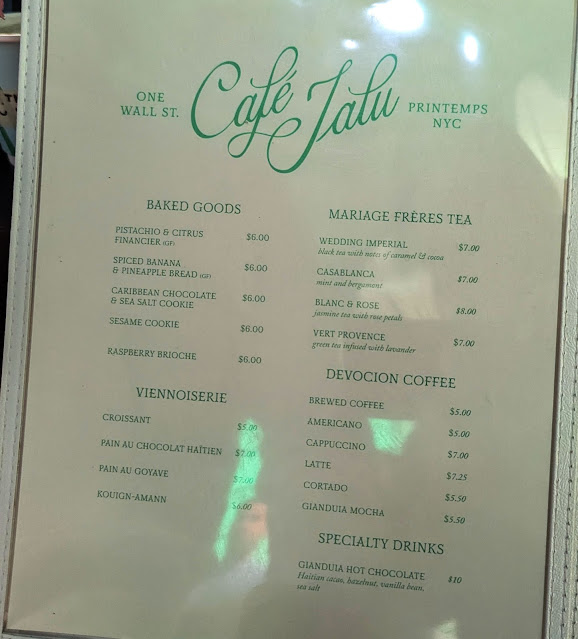 ONE
WALL ST.
Café Jalu
PRINTEMPS
NYC
BAKED GOODS
PISTACHIO & CITRUS
FINANCIER (GF) $6.00
SPICED BANANA
& PINEAPPLE BREAD (GF) $6.00
CARIBBEAN CHOCOLATE
& SEA SALT COOKIE $6.00
SESAME COOKIE $6.00
RASPBERRY BRIOCHE $6.00
VIENNOISERIE
CROISSANT $5.00
PAIN AU CHOCOLAT HAÏTIEN $7.00
PAIN AU GOYAVE $7.00
KOUIGN-AMANN $6.00
MARIAGE FRÈRES TEA
WEDDING IMPERIAL $7.00
black tea with notes of caramel & cocoa
CASABLANCA $7.00
mint and bergamont
BLANC & ROSE $8.00
jasmine tea with rose petals
VERT PROVENCE $7.00
green tea infused with lavander
DEVOCION COFFEE
BREWED COFFEE $5.00
AMERICANO $5.00
CAPPUCCINO $7.00
LATTE $7.25
CORTADO $5.50
GIANDUIA MOCHA $5.50
SPECIALTY DRINKS
GIANDUIA HOT CHOCOLATE $10
Haitian cacao, hazelnut, vanilla bean,
sea salt